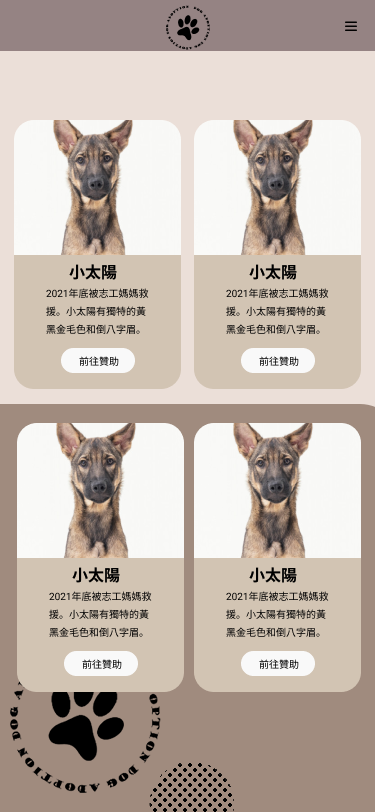 小太陽
2021年底被志工媽媽救
援。小太陽有獨特的黃
黑金毛色和倒八字眉。
前往贊助
小太陽
2021年底被志工媽媽救
援。小太陽有獨特的黃
黑金毛色和倒八字眉。
前往贊助
小太陽
2021年底被志工媽媽救
援。小太陽有獨特的黃
黑金毛色和倒八字眉。
前往贊助
小太陽
2021年底被志工媽媽救
援。小太陽有獨特的黃
黑金毛色和倒八字眉。
前往贊助
DOG ADOPTION DOG